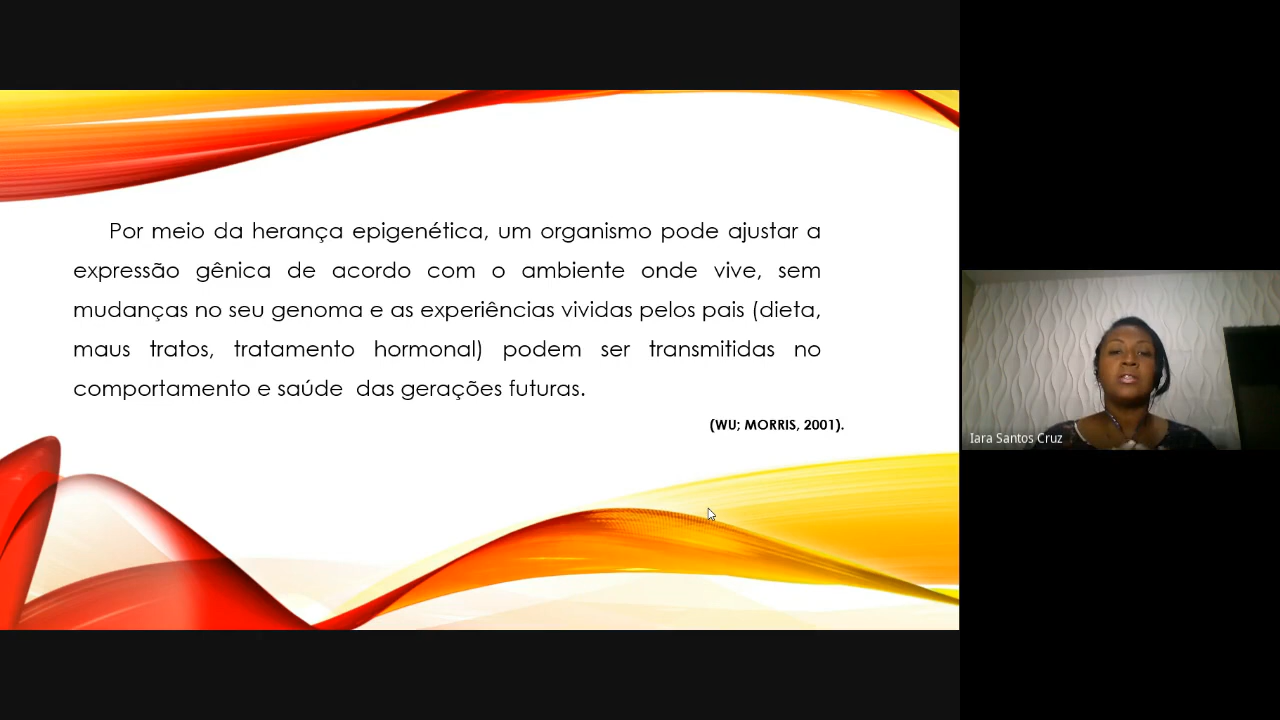 Por meio da herança epigenética, um organismo pode ajustar a
expressão gênica de acordo com o ambiente onde vive, sem
mudanças no seu genoma e as experiências vividas pelos pais (dieta,
maus tratos, tratamento hormonal) podem ser transmitidas no
comportamento e saúde das gerações futuras.
(WU; MORRIS, 2001).
Iara Santos Cruz